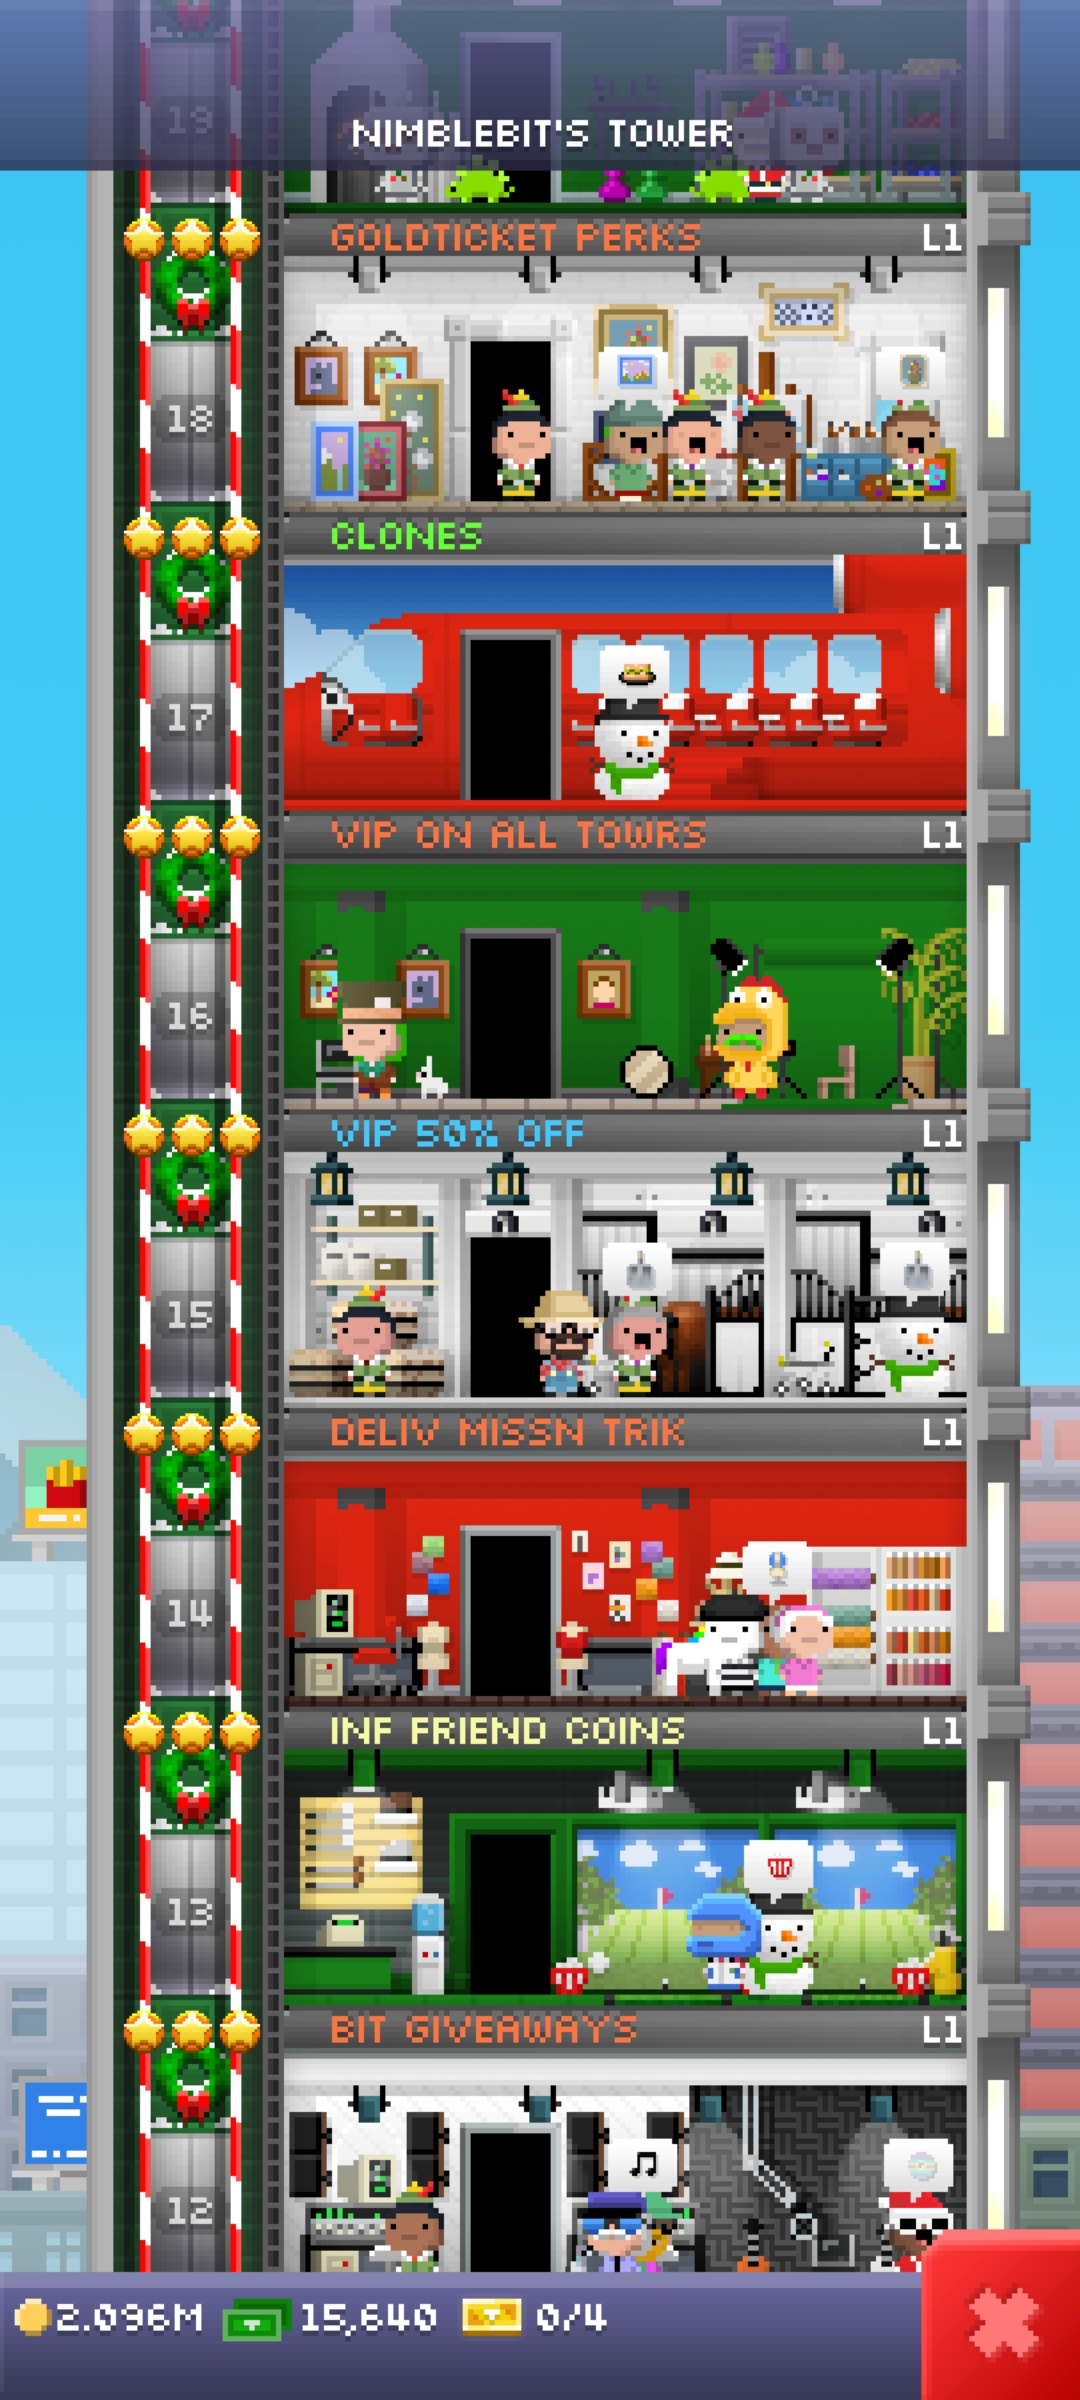 19
NIMBLEBIT'S TOWER
GOLDTICKET PERKS L1
18
CLONES L1
17
VIP ON ALL TOWRS L1
16
VIP 50% OFF L1
15
DELIV MISSN TRIK L1
14
INF FRIEND COINS L1
13
BIT GIVEAWAYS L1
12
2.096M 15,640 0/4